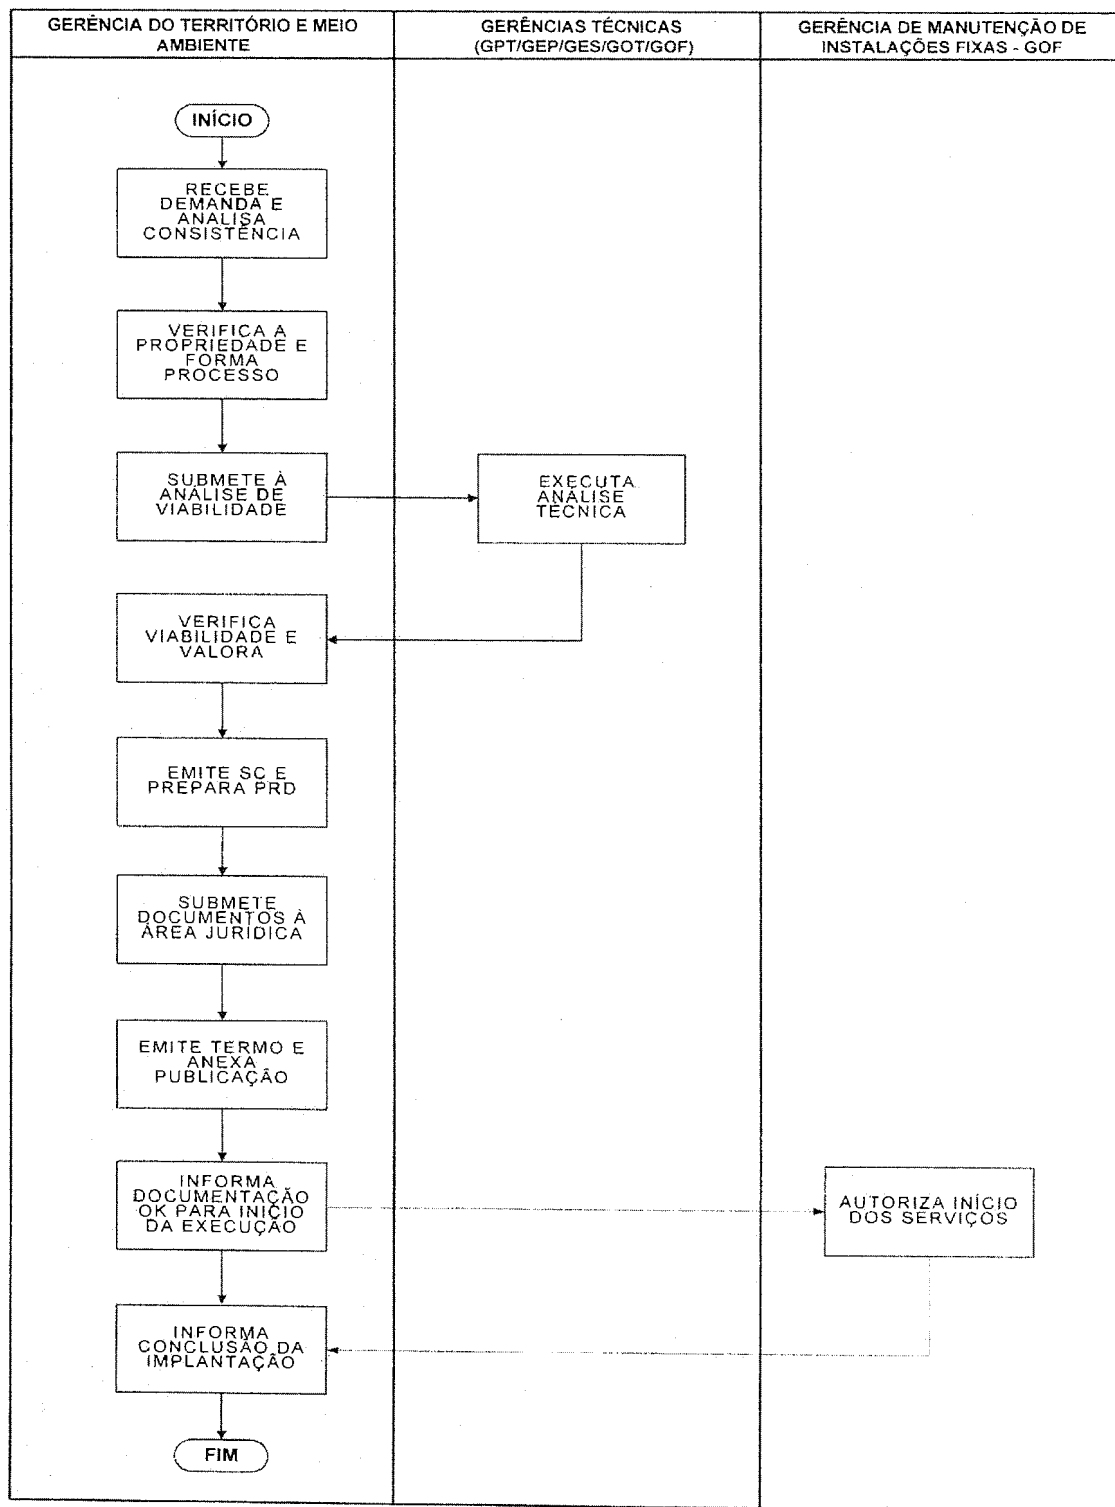 GERÊNCIA DO TERRITÓRIO E MEIO
AMBIENTE
GERÊNCIAS TÉCNICAS
(GPT/GEP/GES/GOT/GOF)
GERÊNCIA DE MANUTENÇÃO DE
INSTALAÇÕES FIXAS - GOF
INÍCIO
RECEBE
DEMANDA E
ANALISA
CONSISTÊNCIA
VERIFICA A
PROPRIEDADE E
FORMA
PROCESSO
SUBMETE À
ANÁLISE DE
VIABILIDADE
EXECUTA
ANÁLISE
TÉCNICA
VERIFICA
VIABILIDADE E
VALORA
EMITE SC E
PREPARA PRD
SUBMETE
DOCUMENTOS À
ÁREA JURÍDICA
EMITE TERMO E
ANEXA
PUBLICAÇÃO
INFORMA
DOCUMENTAÇÃO
OK PARA INÍCIO
DA EXECUÇÃO
AUTORIZA INÍCIO
DOS SERVIÇOS
INFORMA
CONCLUSÃO DA
IMPLANTAÇÃO
FIM